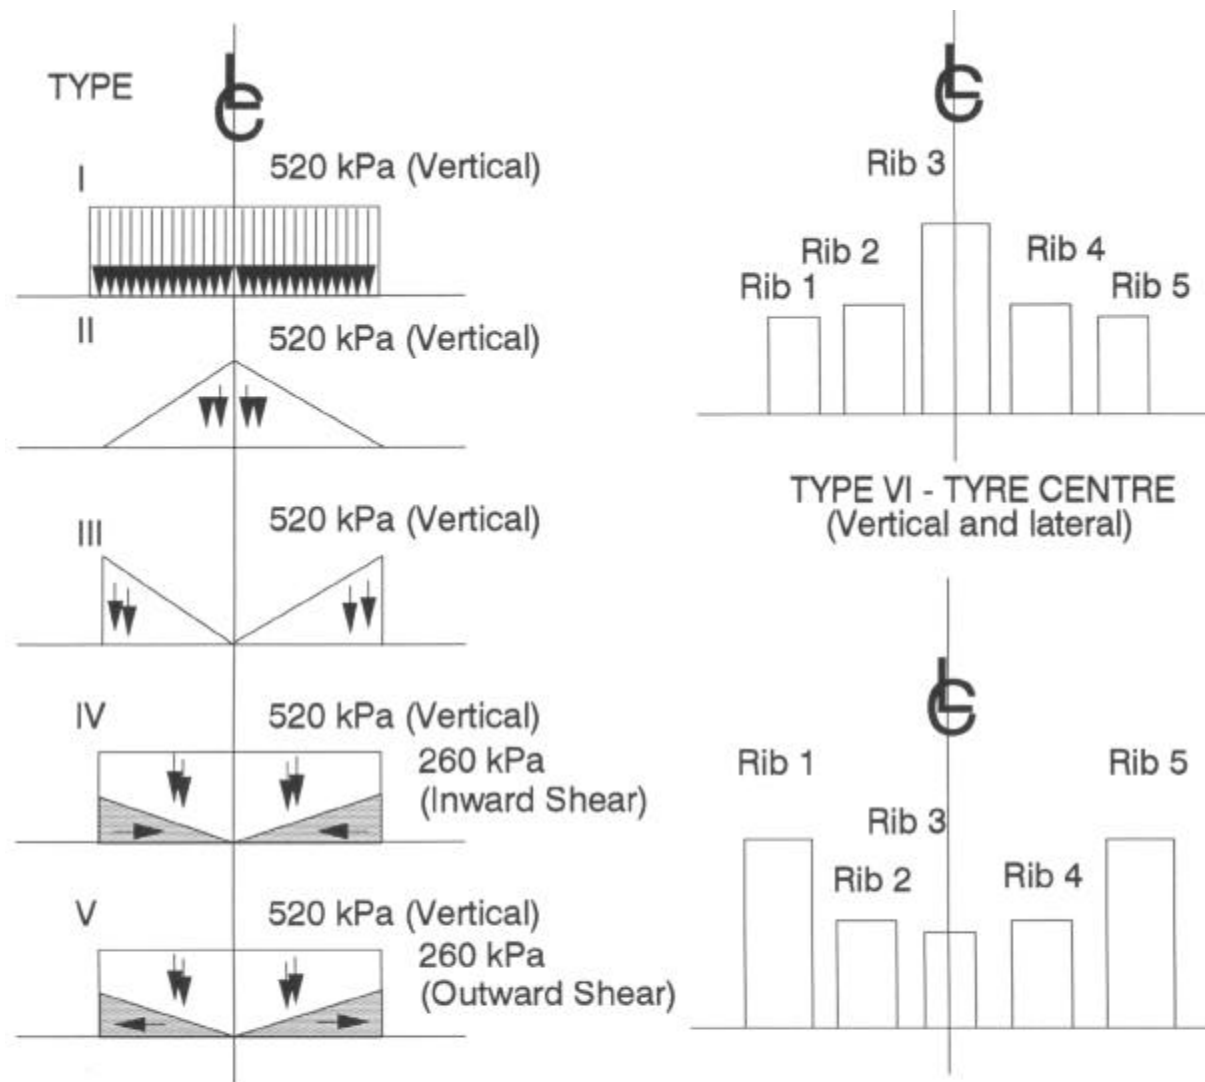 TYPE
℄
I
520 kPa (Vertical)
II
520 kPa (Vertical)
III
520 kPa (Vertical)
IV
520 kPa (Vertical)
260 kPa
(Inward Shear)
V
520 kPa (Vertical)
260 kPa
(Outward Shear)
℄
Rib 3
Rib 2
Rib 4
Rib 1
Rib 5
TYPE VI - TYRE CENTRE
(Vertical and lateral)
℄
Rib 1
Rib 5
Rib 3
Rib 2
Rib 4